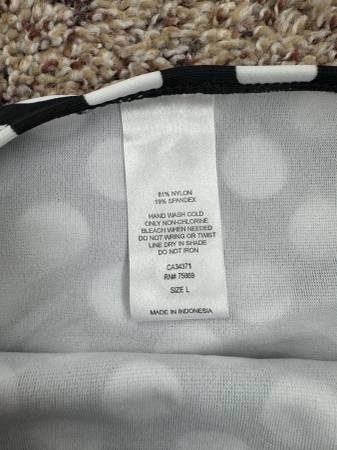 81% NYLON
19% SPANDEX
HAND WASH COLD
ONLY NON-CHLORINE
BLEACH WHEN NEEDED
DO NOT WRING OR TWIST
LINE DRY IN SHADE
DO NOT IRON
CA34371
RN# 75969
SIZE L
MADE IN INDONESIA